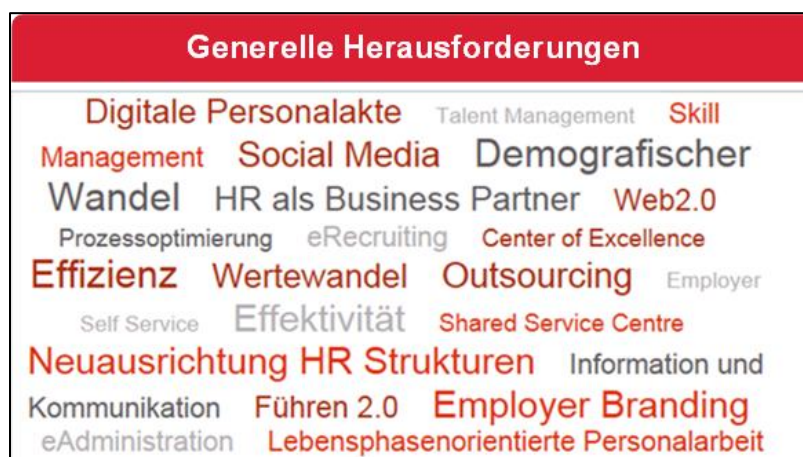 Generelle Herausforderungen
Digitale Personalakte Talent Management Skill
Management Social Media Demografischer
Wandel HR als Business Partner Web2.0
Prozessoptimierung eRecruiting Center of Excellence
Effizienz Wertewandel Outsourcing Employer
Self Service Effektivität Shared Service Centre
Neuausrichtung HR Strukturen Information und
Kommunikation Führen 2.0 Employer Branding
eAdministration Lebensphasenorientierte Personalarbeit